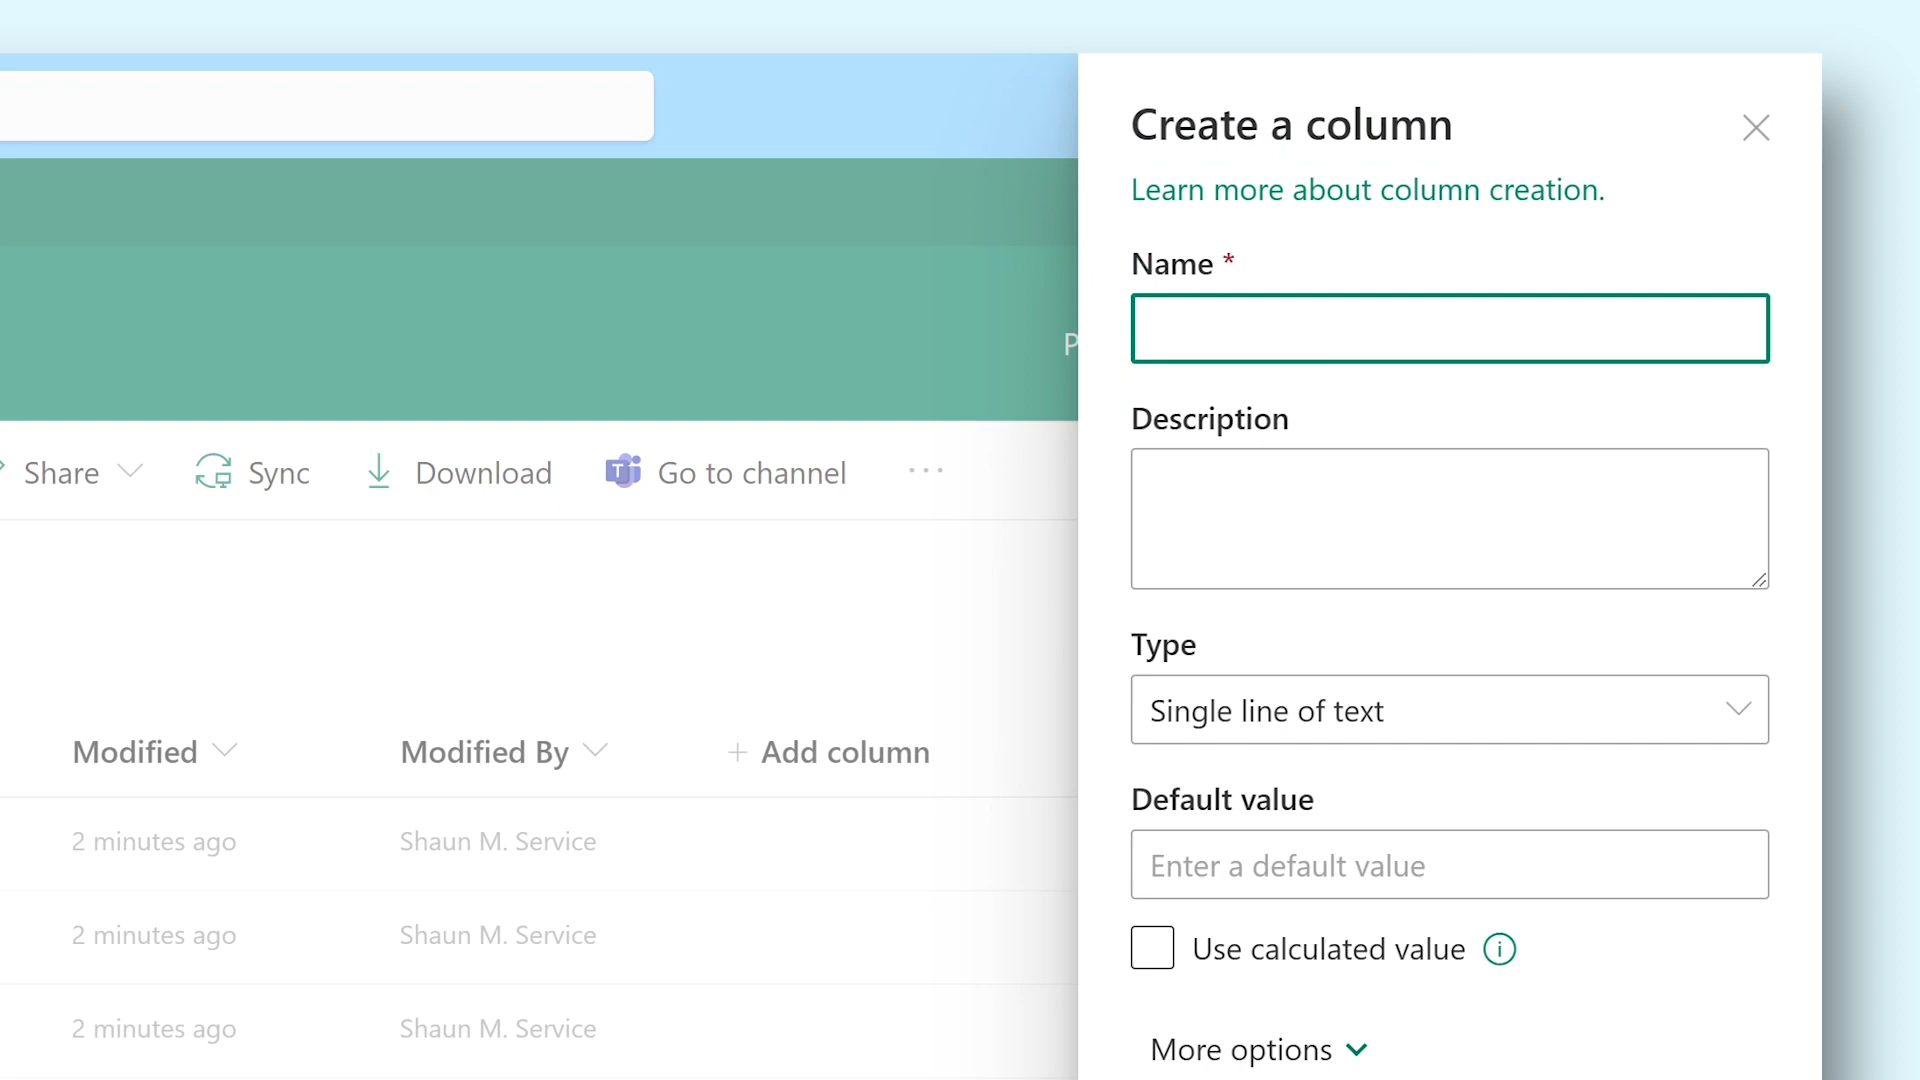 P
Share
Sync
Download
Go to channel
Modified
Modified By
Add column
2 minutes ago
Shaun M. Service
2 minutes ago
Shaun M. Service
2 minutes ago
Shaun M. Service
Create a column
Learn more about column creation.
Name *
Description
Type
Single line of text
Default value
Enter a default value
Use calculated value
More options